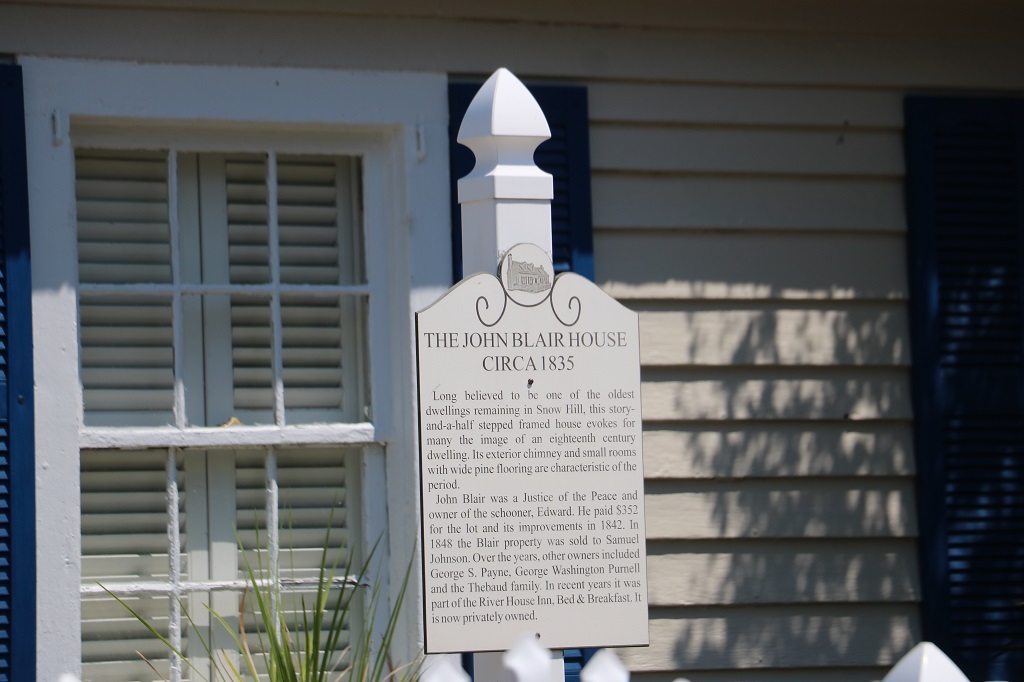 THE JOHN BLAIR HOUSE
CIRCA 1835
Long believed to be one of the oldest
dwellings remaining in Snow Hill, this story-
and-a-half stepped framed house evokes for
many the image of an eighteenth century
dwelling. Its exterior chimney and small rooms
with wide pine flooring are characteristic of the
period.
John Blair was a Justice of the Peace and
owner of the schooner, Edward. He paid $352
for the lot and its improvements in 1842. In
1848 the Blair property was sold to Samuel
Johnson. Over the years, other owners included
George S. Payne, George Washington Purnell
and the Thebaud family. In recent years it was
part of the River House Inn, Bed & Breakfast. It
is now privately owned.